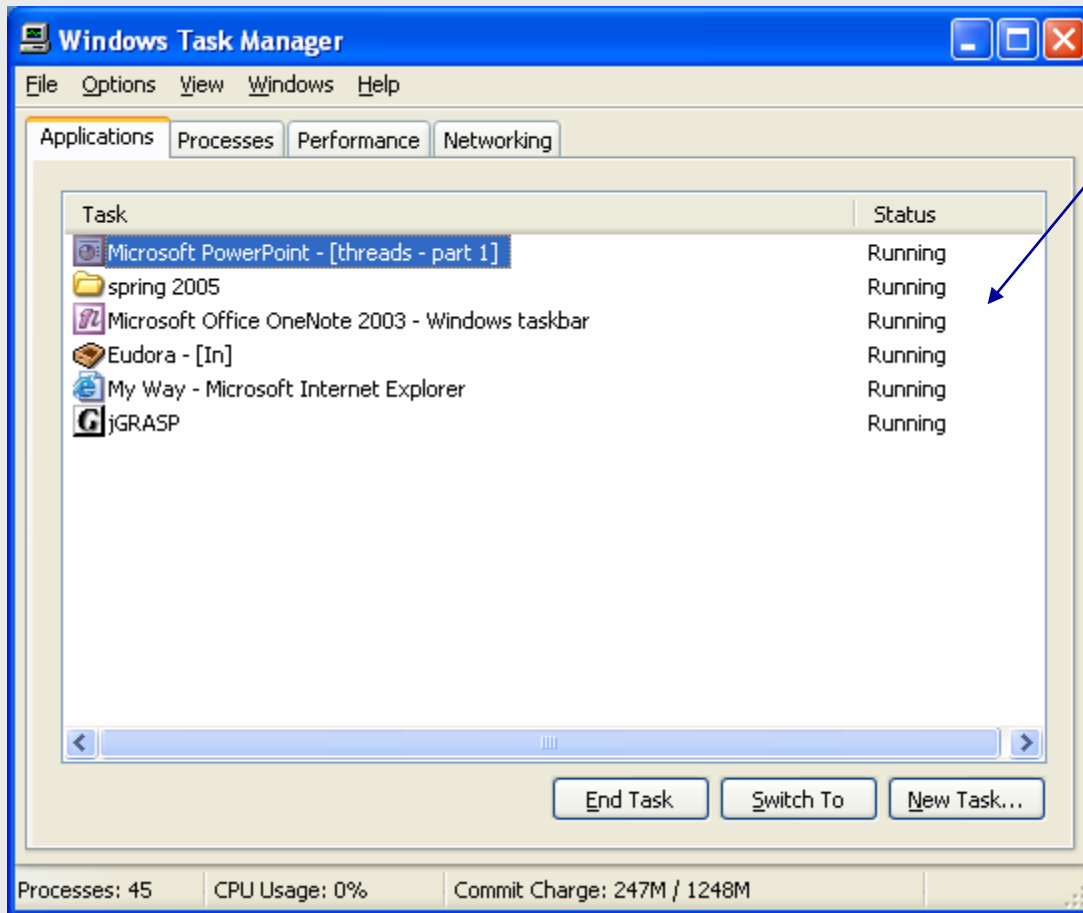 Windows Task Manager
File Options View Windows Help
Applications Processes Performance Networking
Task Status
Microsoft PowerPoint - [threads - part 1] Running
spring 2005 Running
Microsoft Office OneNote 2003 - Windows taskbar Running
Eudora - [In] Running
My Way - Microsoft Internet Explorer Running
jGRASP Running
End Task Switch To New Task...
Processes: 45 CPU Usage: 0% Commit Charge: 247M / 1248M